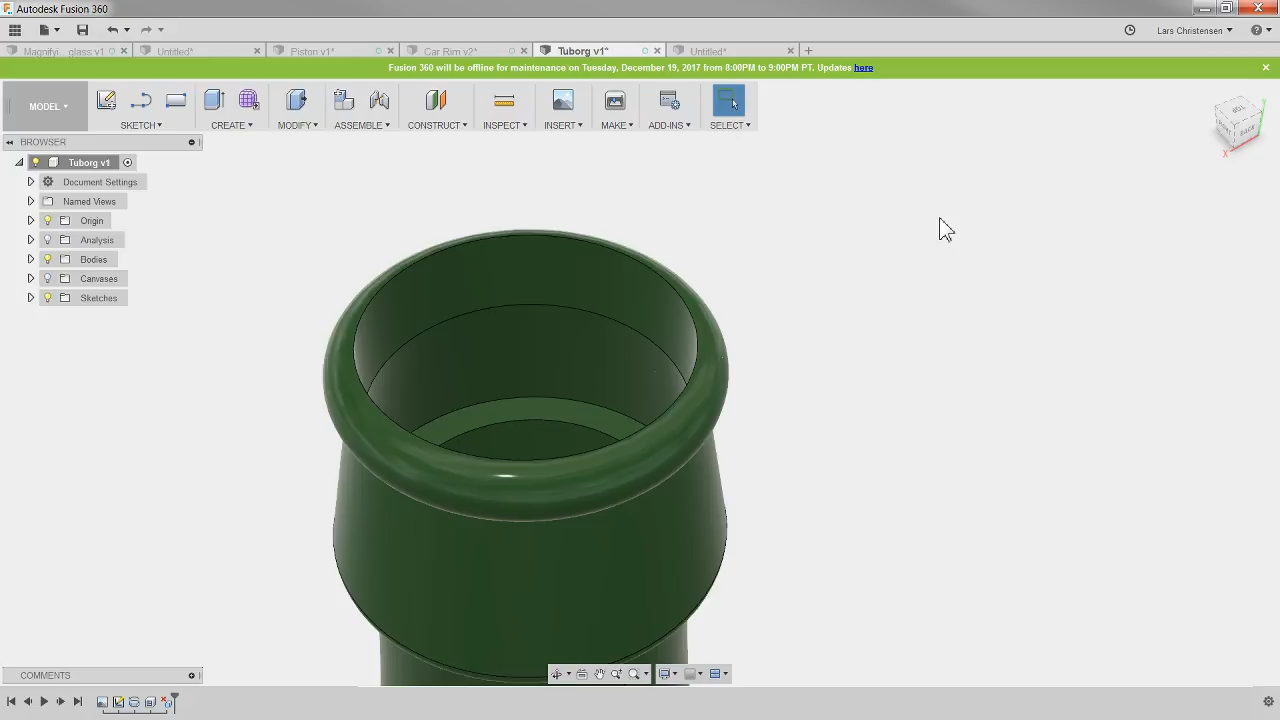 Autodesk Fusion 360
Lars Christensen
Magnifyi...glass v1
Untitled*
Piston v1*
Car Rim v2*
Tuborg v1*
Untitled*
Fusion 360 will be offline for maintenance on Tuesday, December 19, 2017 from 8:00PM to 9:00PM PT. Updates here
MODEL
SKETCH
CREATE
MODIFY
ASSEMBLE
CONSTRUCT
INSPECT
INSERT
MAKE
ADD-INS
SELECT
TOP
FRONT
BACK
X
BROWSER
Tuborg v1
Document Settings
Named Views
Origin
Analysis
Bodies
Canvases
Sketches
COMMENTS